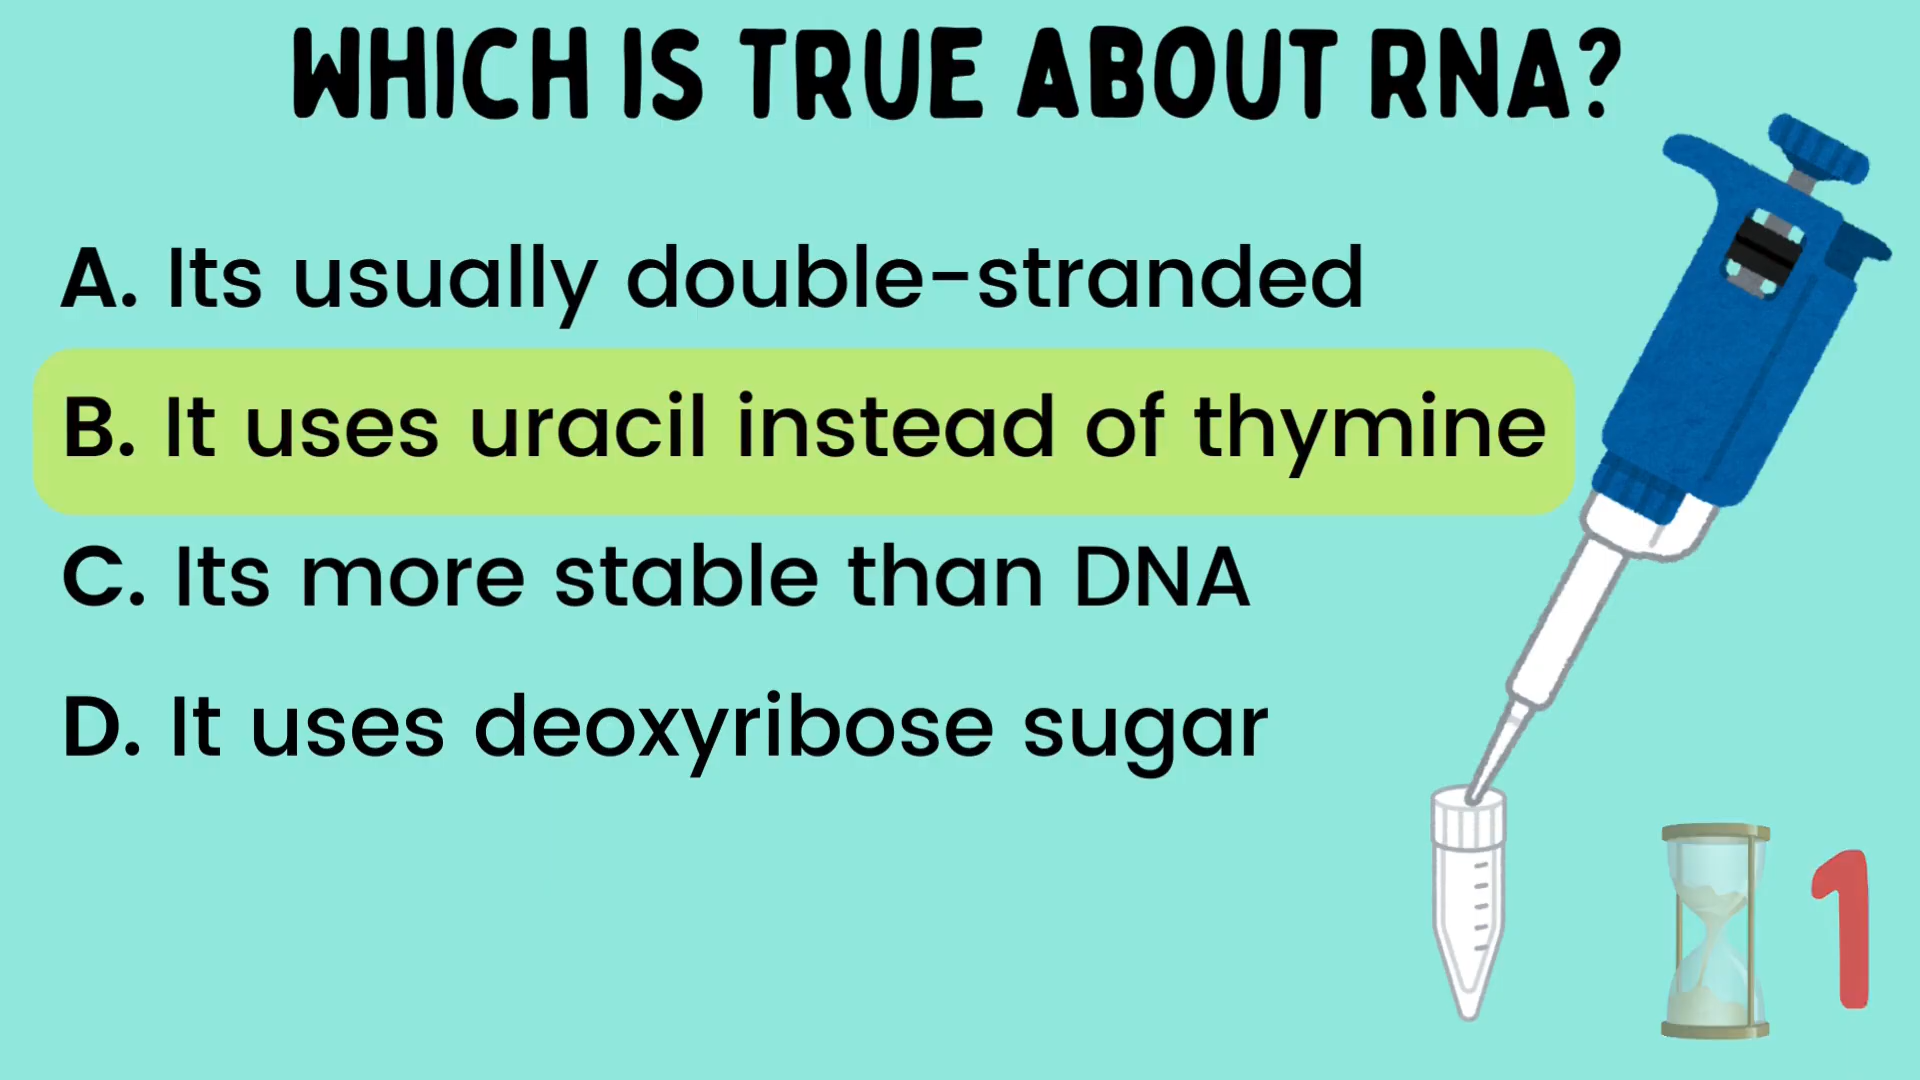 WHICH IS TRUE ABOUT RNA?
A. Its usually double-stranded
B. It uses uracil instead of thymine
C. Its more stable than DNA
D. It uses deoxyribose sugar
1